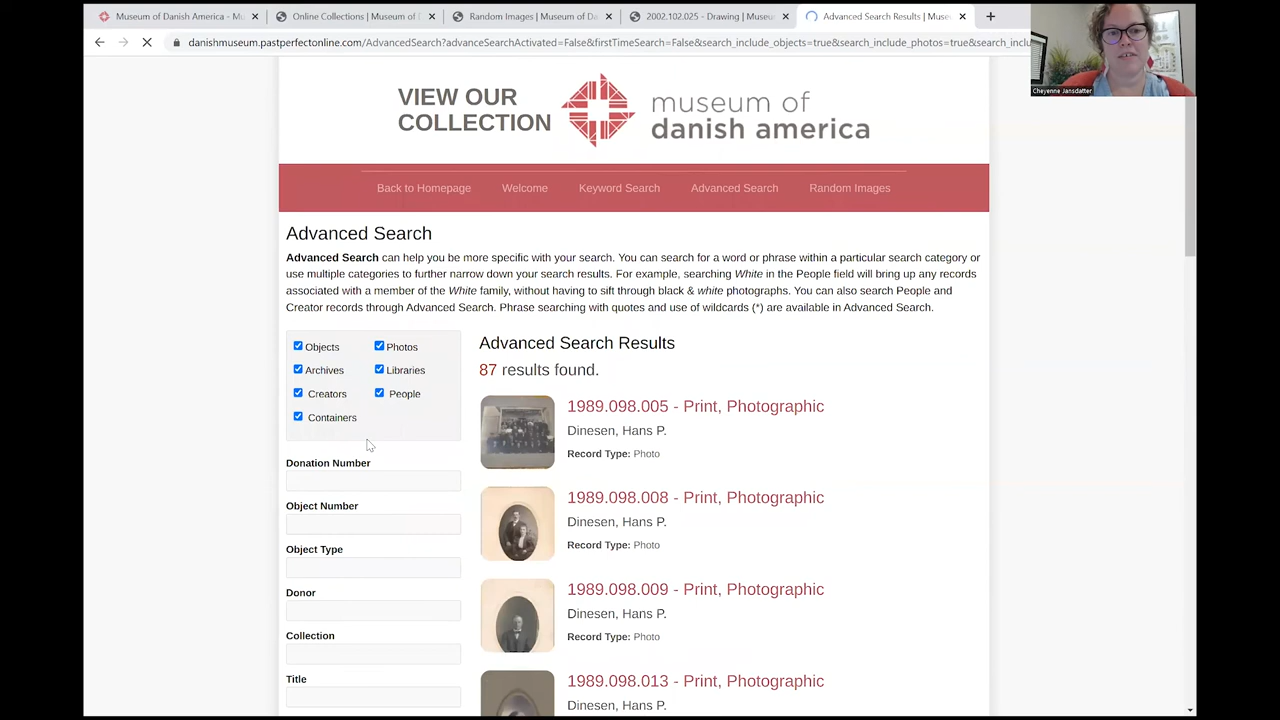 Museum of Danish America - Mu
Online Collections | Museum of
Random Images | Museum of Da
2002.102.025 - Drawing | Museu
Advanced Search Results | Muse
danishmuseum.pastperfectonline.com/AdvancedSearch?advanceSearchActivated=False&firstTimeSearch=False&search_include_objects=true&search_include_photos=true&search_inclu
Cheyenne Jansdatter
VIEW OUR
COLLECTION
museum of
danish america
Back to Homepage
Welcome
Keyword Search
Advanced Search
Random Images
Advanced Search
Advanced Search can help you be more specific with your search. You can search for a word or phrase within a particular search category or
use multiple categories to further narrow down your search results. For example, searching White in the People field will bring up any records
associated with a member of the White family, without having to sift through black & white photographs. You can also search People and
Creator records through Advanced Search. Phrase searching with quotes and use of wildcards (*) are available in Advanced Search.
Objects
Photos
Archives
Libraries
Creators
People
Containers
Donation Number
Object Number
Object Type
Donor
Collection
Title
Advanced Search Results
87 results found.
1989.098.005 - Print, Photographic
Dinesen, Hans P.
Record Type: Photo
1989.098.008 - Print, Photographic
Dinesen, Hans P.
Record Type: Photo
1989.098.009 - Print, Photographic
Dinesen, Hans P.
Record Type: Photo
1989.098.013 - Print, Photographic
Dinesen, Hans P.